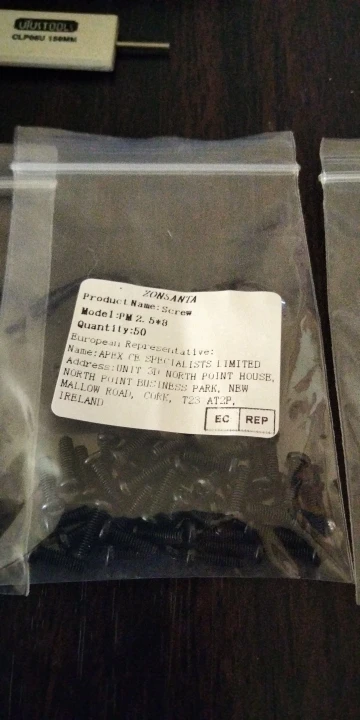 CLP06U 150MM
ZONSANTA
Product Name:Screw
Model:PM 2.5*8
Quantity:50
European Representative:
Name:APEX CE SPECIALISTS LIMITED
Address:UNIT 3D NORTH POINT HOUSE,
NORTH POINT BUSINESS PARK, NEW
MALLOW ROAD, CORK, T23 AT2P,
IRELAND
EC REP